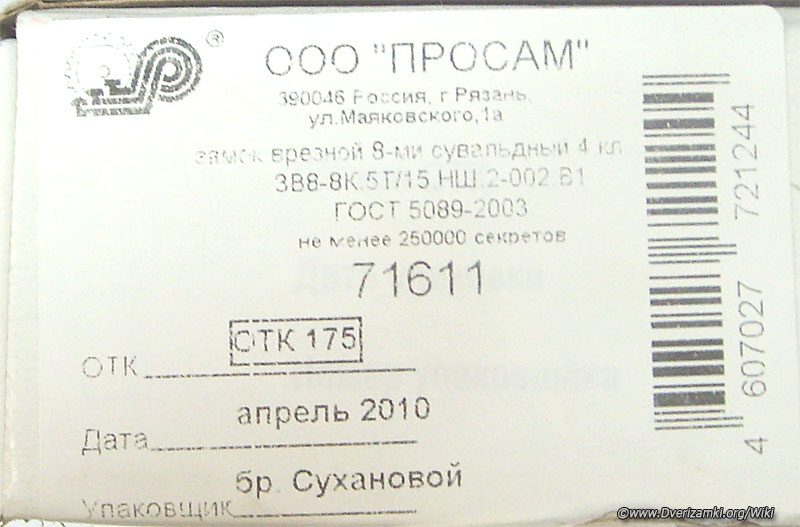 ®
ООО "ПРОСАМ"
390046 Россия, г Рязань,
ул.Маяковского,1а
замок врезной 8-ми сувальдный 4 кл.
ЗВ8-8К.5Т/15.НШ.2-002.В1
ГОСТ 5089-2003
не менее 250000 секретов
71611
ОТК ОТК 175
Дата апрель 2010
Упаковщик бр. Сухановой
4 607027 721244
©www.Dverizamki.org/Wiki